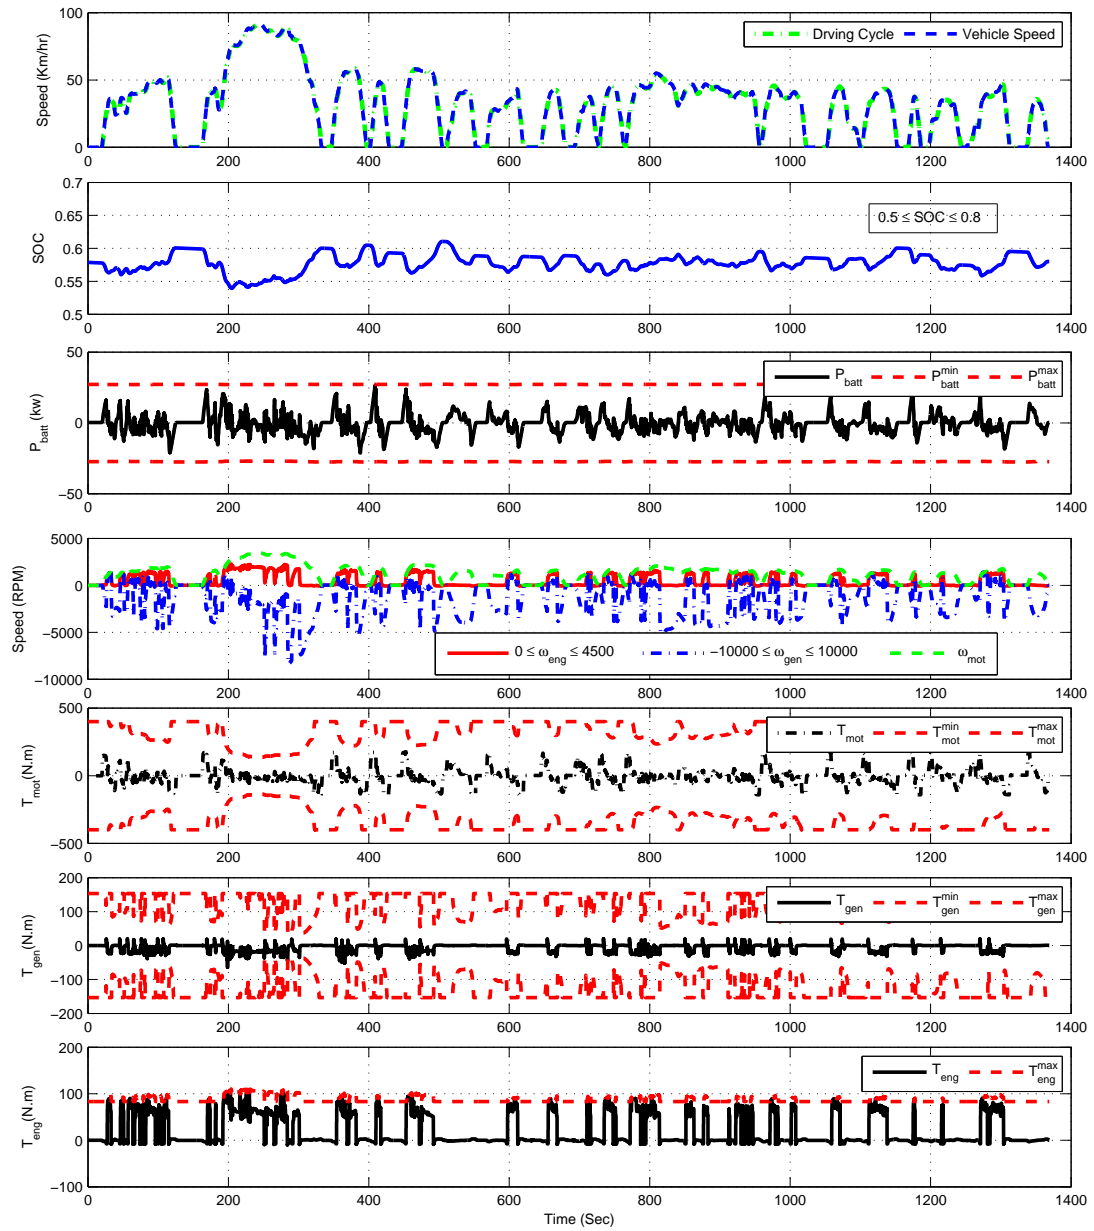 100
50
0
Speed (Km/hr)
Drving Cycle
Vehicle Speed
0 200 400 600 800 1000 1200 1400
0.7
0.65
0.6
0.55
0.5
SOC
0.5 ≤ SOC ≤ 0.8
0 200 400 600 800 1000 1200 1400
50
0
−50
P_batt (kw)
P_batt
P_batt^min
P_batt^max
0 200 400 600 800 1000 1200 1400
5000
0
−5000
−10000
Speed (RPM)
0 ≤ ω_eng ≤ 4500
−10000 ≤ ω_gen ≤ 10000
ω_mot
0 200 400 600 800 1000 1200 1400
500
0
−500
T_mot (N.m)
T_mot
T_mot^min
T_mot^max
0 200 400 600 800 1000 1200 1400
200
100
0
−100
−200
T_gen (N.m)
T_gen
T_gen^min
T_gen^max
0 200 400 600 800 1000 1200 1400
200
100
0
−100
T_eng (N.m)
T_eng
T_eng^max
0 200 400 600 800 1000 1200 1400
Time (Sec)